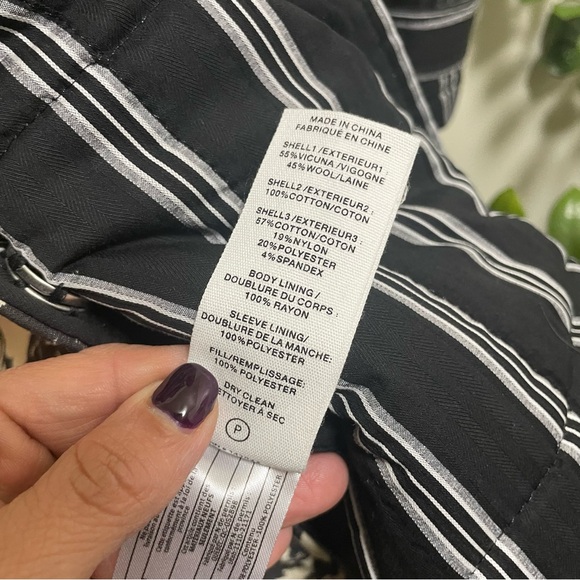 MADE IN CHINA
FABRIQUÉ EN CHINE
SHELL1 /EXTERIEUR1 :
55%VICUNA /VIGOGNE
45%WOOL/LAINE
SHELL2 /EXTERIEUR2 :
100%COTTON/COTON
SHELL3 /EXTERIEUR3 :
57%COTTON/COTON
19%NYLON
20%POLYESTER
4%SPANDEX
BODY LINING /
DOUBLURE DU CORPS :
100% RAYON
SLEEVE LINING/
DOUBLURE DE LA MANCHE:
100%POLYESTER
FILL/REMPLISSAGE:
100% POLYESTER
DRY CLEAN
NETTOYER À SEC
P